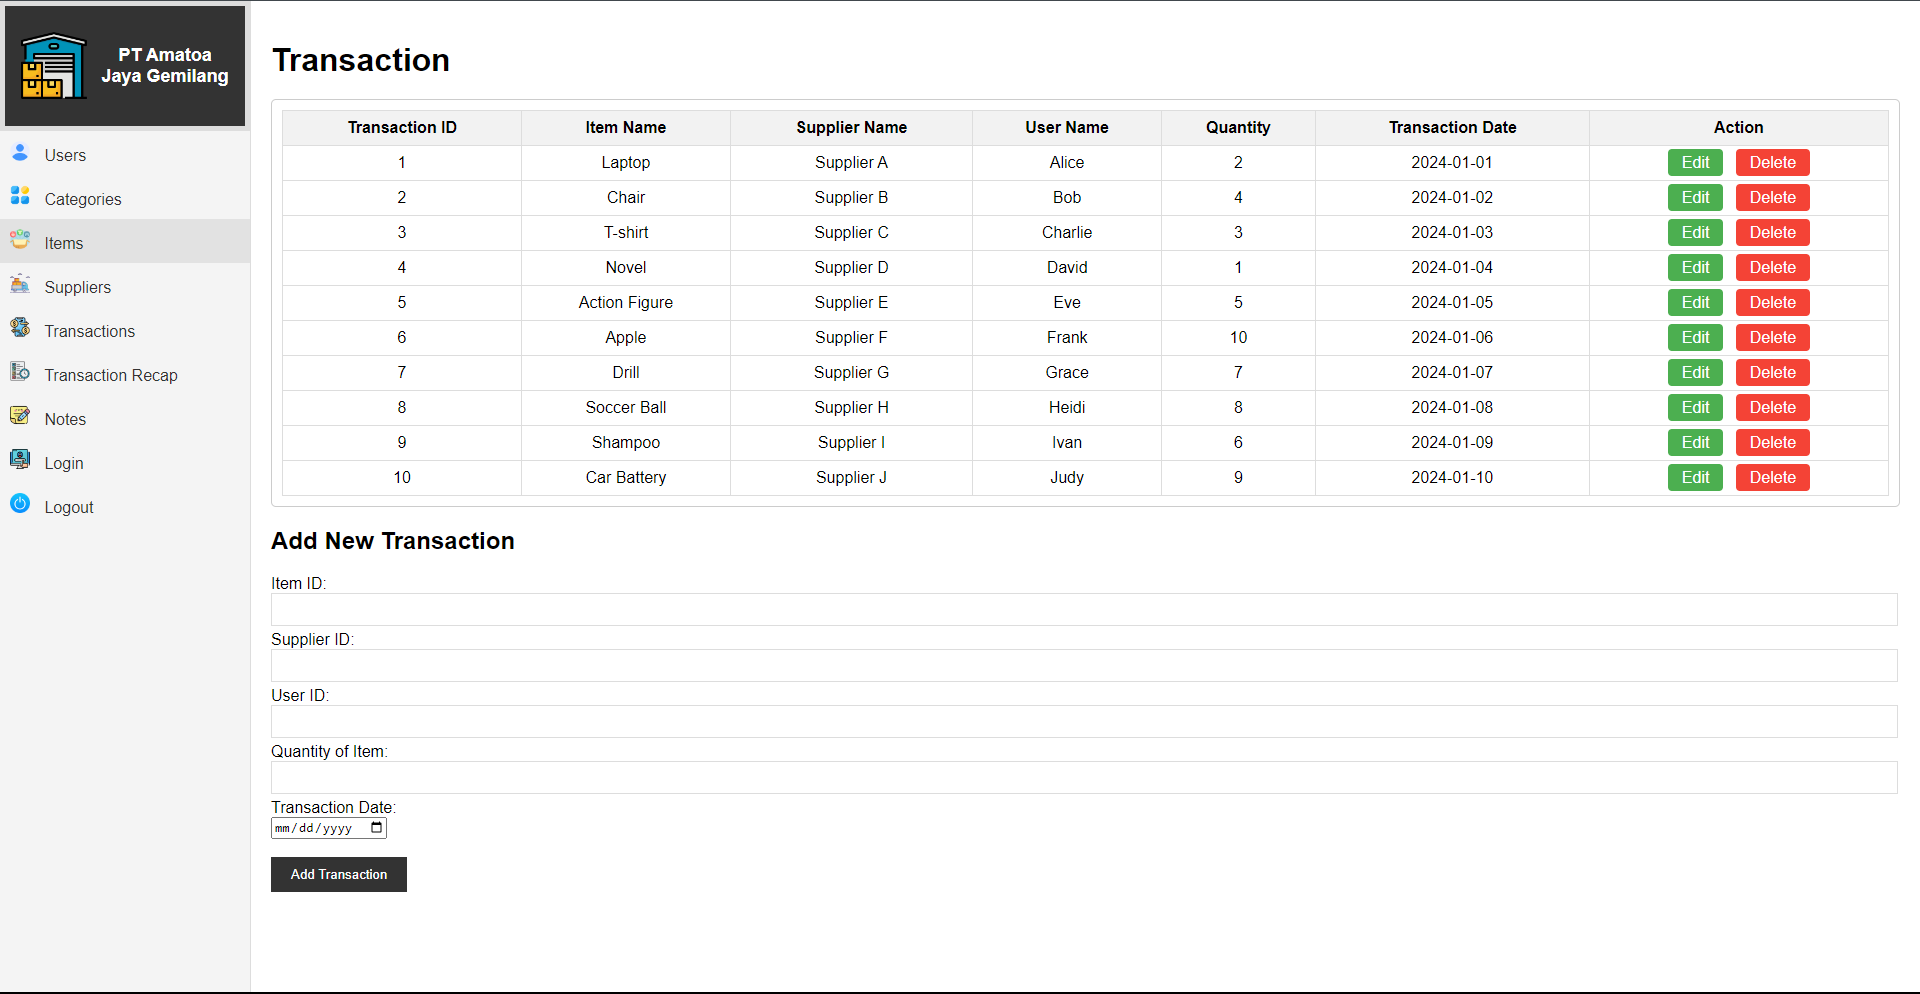 PT Amatoa
Jaya Gemilang
Users
Categories
Items
Suppliers
Transactions
Transaction Recap
Notes
Login
Logout
Transaction
Transaction ID Item Name Supplier Name User Name Quantity Transaction Date Action
1 Laptop Supplier A Alice 2 2024-01-01 Edit Delete
2 Chair Supplier B Bob 4 2024-01-02 Edit Delete
3 T-shirt Supplier C Charlie 3 2024-01-03 Edit Delete
4 Novel Supplier D David 1 2024-01-04 Edit Delete
5 Action Figure Supplier E Eve 5 2024-01-05 Edit Delete
6 Apple Supplier F Frank 10 2024-01-06 Edit Delete
7 Drill Supplier G Grace 7 2024-01-07 Edit Delete
8 Soccer Ball Supplier H Heidi 8 2024-01-08 Edit Delete
9 Shampoo Supplier I Ivan 6 2024-01-09 Edit Delete
10 Car Battery Supplier J Judy 9 2024-01-10 Edit Delete
Add New Transaction
Item ID:
Supplier ID:
User ID:
Quantity of Item:
Transaction Date:
mm/dd/yyyy
Add Transaction